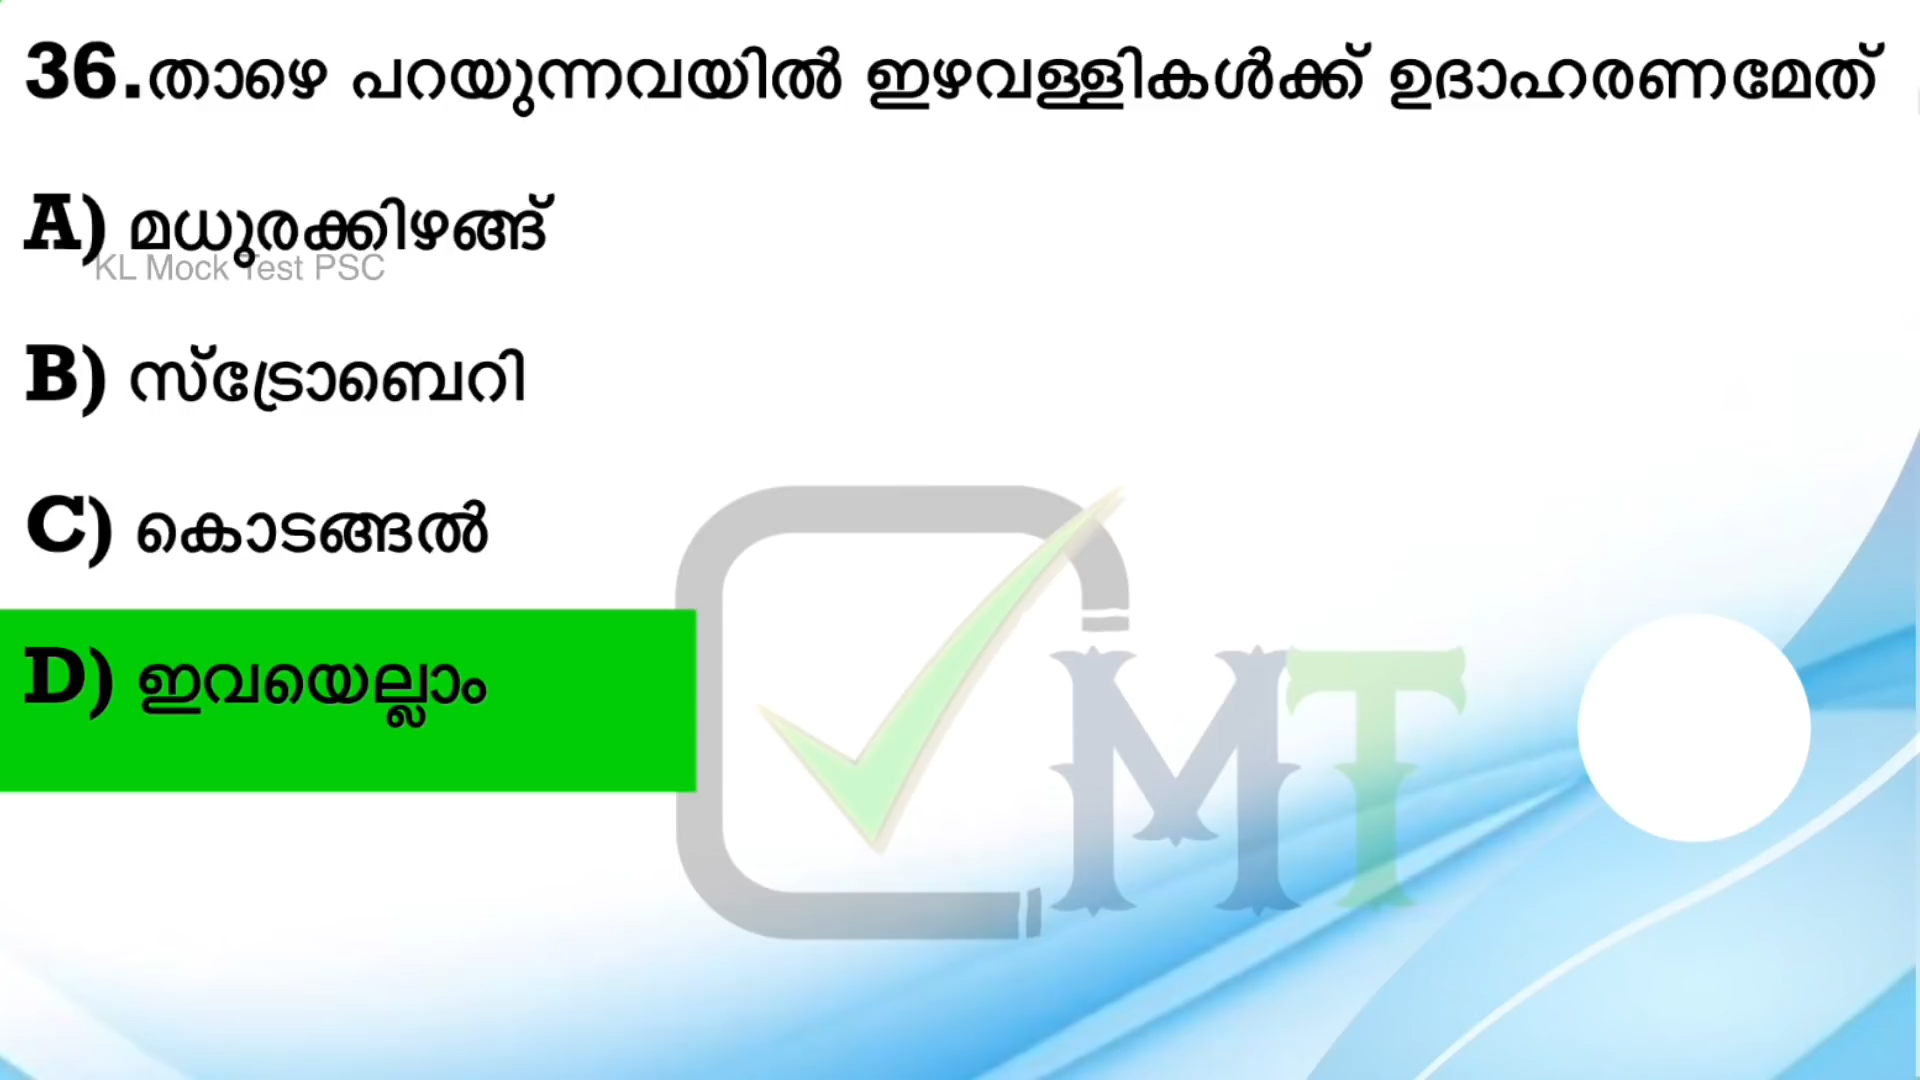 36.താഴെ പറയുന്നവയിൽ ഇഴവള്ളികൾക്ക് ഉദാഹരണമേത്
A) മധുരക്കിഴങ്ങ്
KL Mock Test PSC
B) സ്ട്രോബെറി
C) കൊടങ്ങൽ
D) ഇവയെല്ലാം
MT